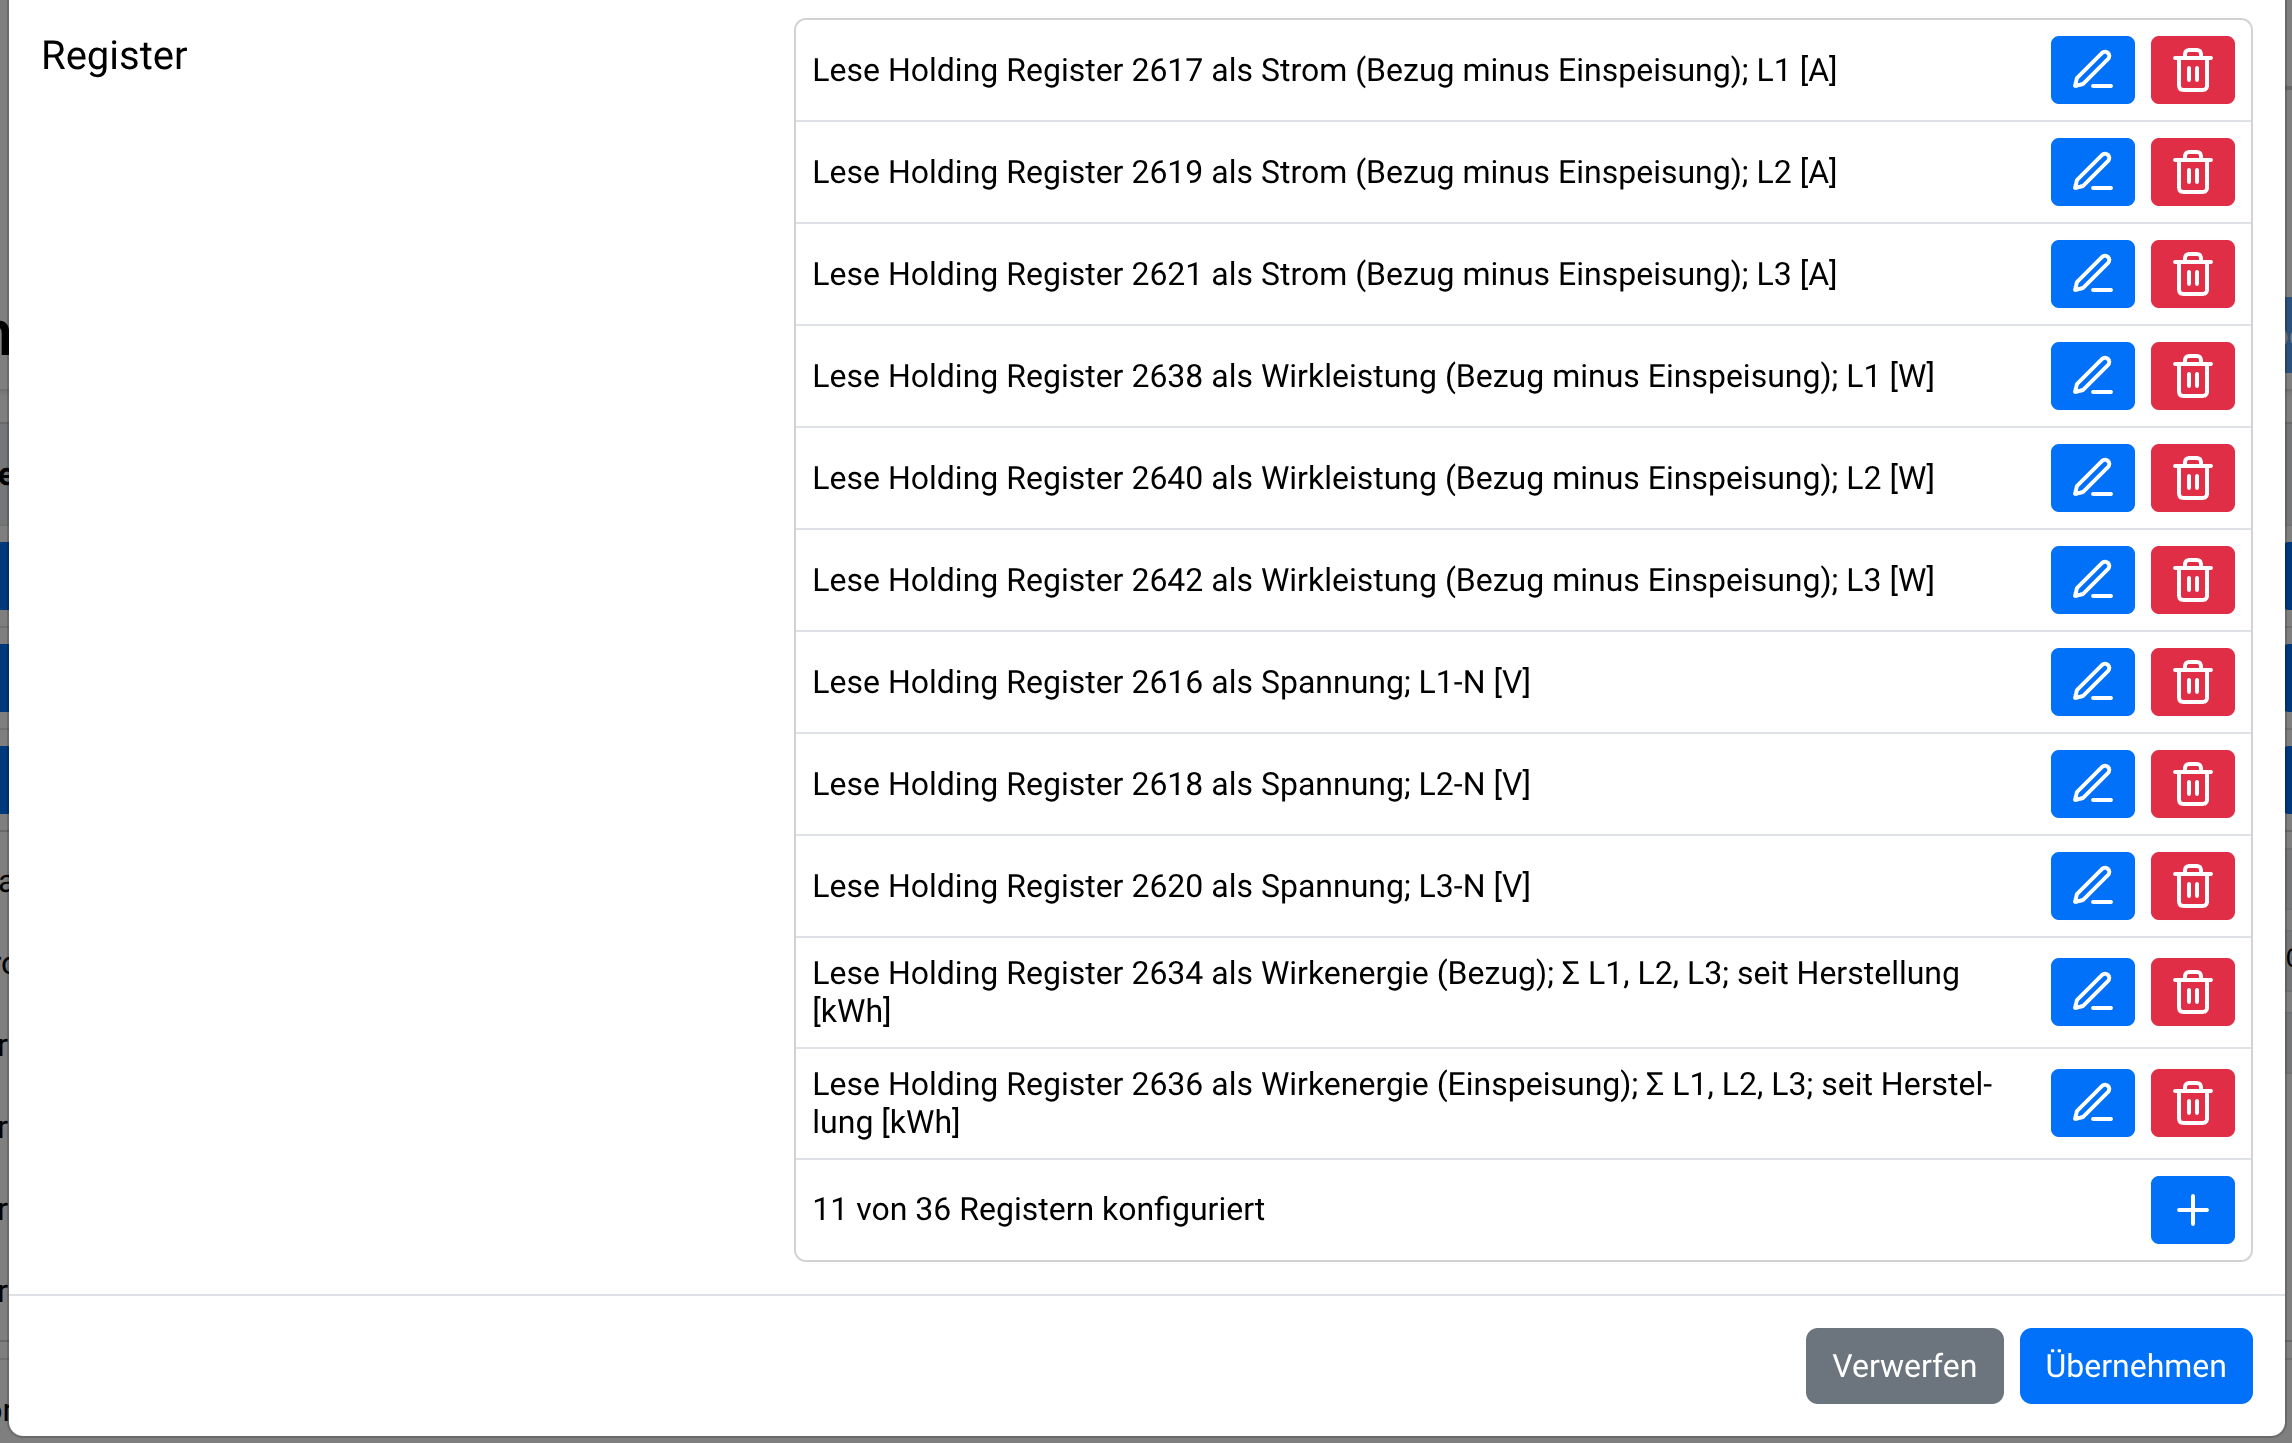 Register
Lese Holding Register 2617 als Strom (Bezug minus Einspeisung); L1 [A]
Lese Holding Register 2619 als Strom (Bezug minus Einspeisung); L2 [A]
Lese Holding Register 2621 als Strom (Bezug minus Einspeisung); L3 [A]
Lese Holding Register 2638 als Wirkleistung (Bezug minus Einspeisung); L1 [W]
Lese Holding Register 2640 als Wirkleistung (Bezug minus Einspeisung); L2 [W]
Lese Holding Register 2642 als Wirkleistung (Bezug minus Einspeisung); L3 [W]
Lese Holding Register 2616 als Spannung; L1-N [V]
Lese Holding Register 2618 als Spannung; L2-N [V]
Lese Holding Register 2620 als Spannung; L3-N [V]
Lese Holding Register 2634 als Wirkenergie (Bezug); Σ L1, L2, L3; seit Herstellung
[kWh]
Lese Holding Register 2636 als Wirkenergie (Einspeisung); Σ L1, L2, L3; seit Herstel-
lung [kWh]
11 von 36 Registern konfiguriert
Verwerfen Übernehmen